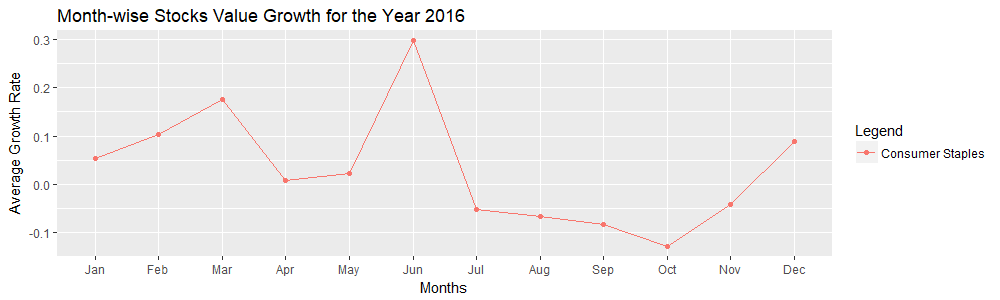 Month-wise Stocks Value Growth for the Year 2016
Average Growth Rate
0.3
0.2
0.1
0.0
-0.1
Jan Feb Mar Apr May Jun Jul Aug Sep Oct Nov Dec
Months
Legend
Consumer Staples